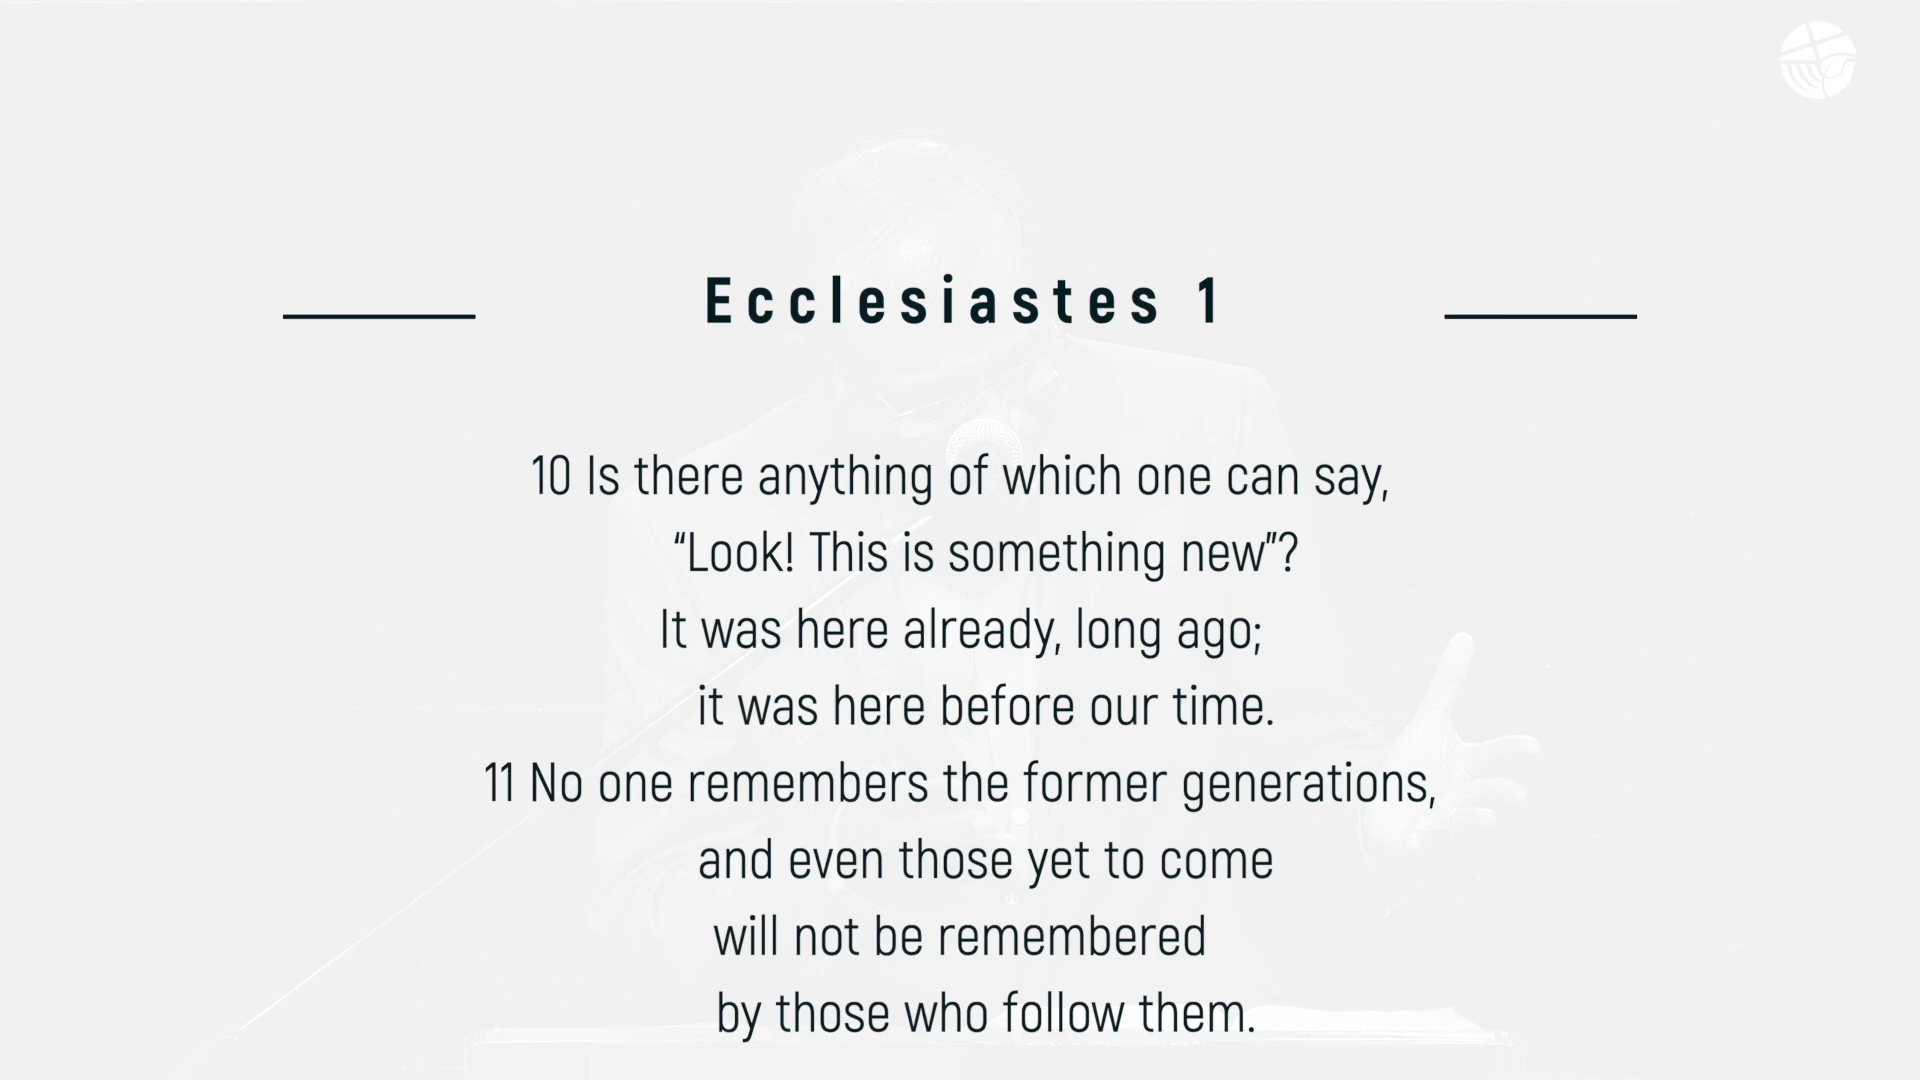 Ecclesiastes 1
10 Is there anything of which one can say,
“Look! This is something new”?
It was here already, long ago;
it was here before our time.
11 No one remembers the former generations,
and even those yet to come
will not be remembered
by those who follow them.